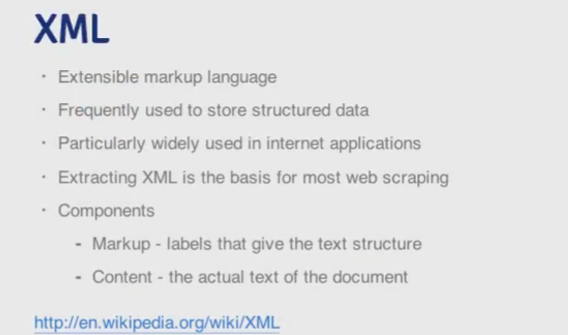 XML
· Extensible markup language
· Frequently used to store structured data
· Particularly widely used in internet applications
· Extracting XML is the basis for most web scraping
· Components
- Markup - labels that give the text structure
- Content - the actual text of the document
http://en.wikipedia.org/wiki/XML